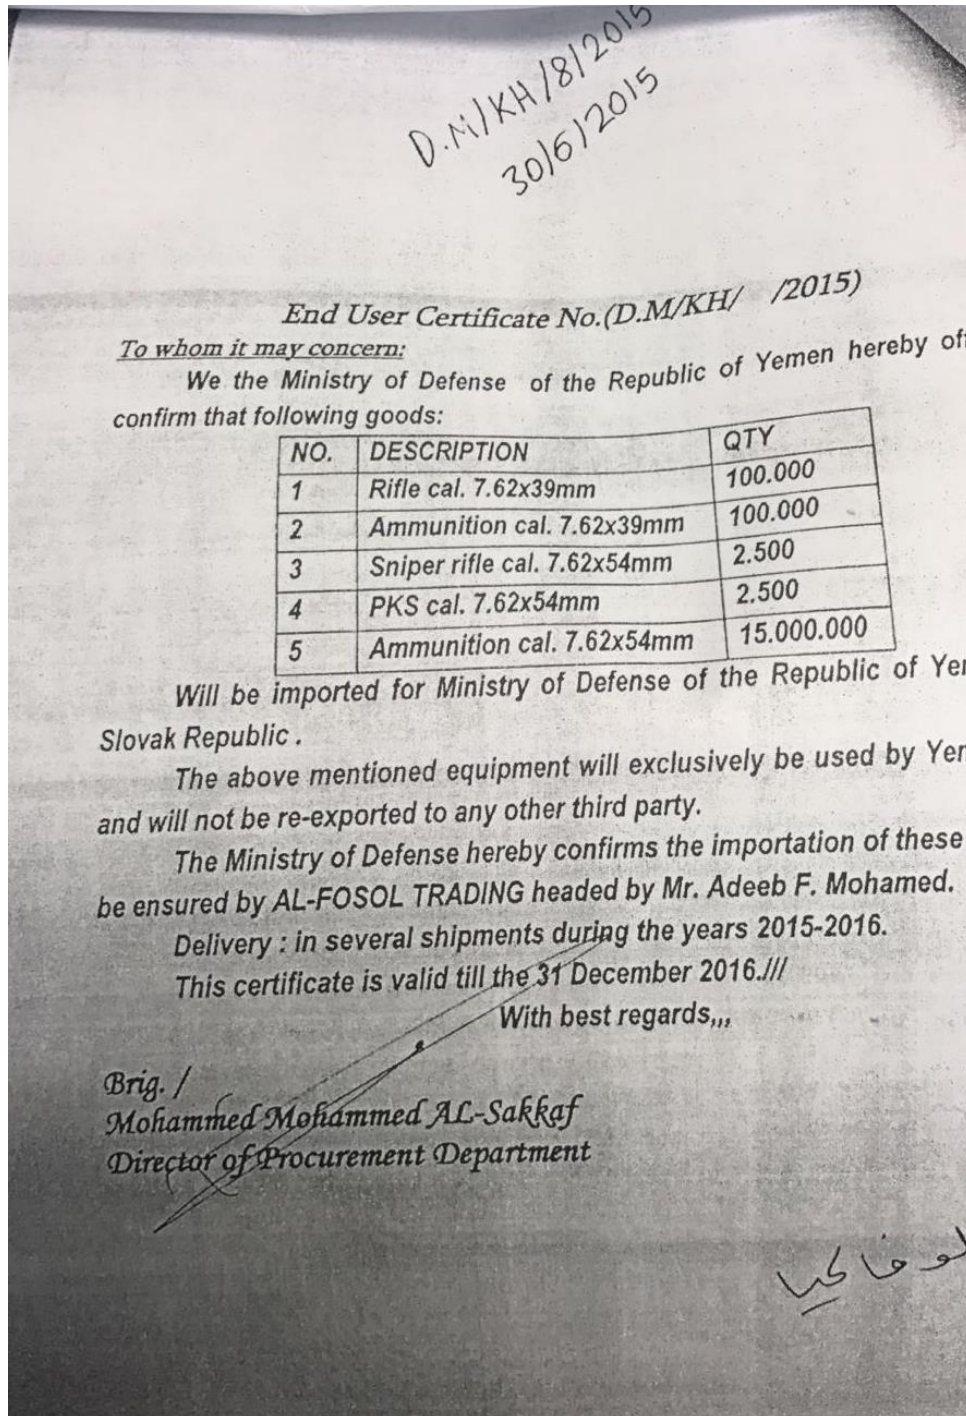 D.M/KH/8/2015
30/6/2015
End User Certificate No.(D.M/KH/ /2015)
To whom it may concern:
We the Ministry of Defense of the Republic of Yemen hereby
confirm that following goods:
NO. DESCRIPTION QTY
1 Rifle cal. 7.62x39mm 100.000
2 Ammunition cal. 7.62x39mm 100.000
3 Sniper rifle cal. 7.62x54mm 2.500
4 PKS cal. 7.62x54mm 2.500
5 Ammunition cal. 7.62x54mm 15.000.000
Will be imported for Ministry of Defense of the Republic of
Slovak Republic .
The above mentioned equipment will exclusively be used by
and will not be re-exported to any other third party.
The Ministry of Defense hereby confirms the importation of these
be ensured by AL-FOSOL TRADING headed by Mr. Adeeb F. Mohamed.
Delivery : in several shipments during the years 2015-2016.
This certificate is valid till the 31 December 2016.///
With best regards,,,
Brig. /
Mohammed Mohammed AL-Sakkaf
Director of Procurement Department